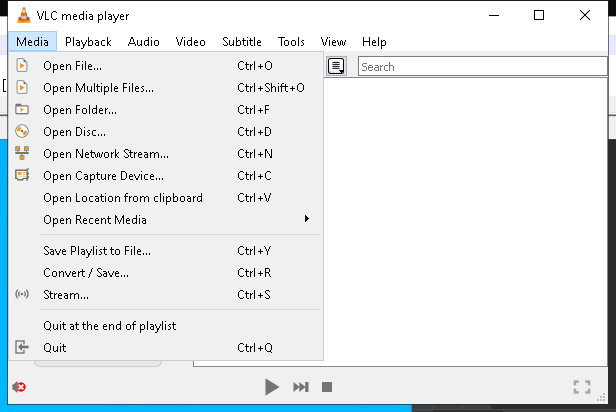 VLC media player
Media Playback Audio Video Subtitle Tools View Help
Open File... Ctrl+O
Open Multiple Files... Ctrl+Shift+O
Open Folder... Ctrl+F
Open Disc... Ctrl+D
Open Network Stream... Ctrl+N
Open Capture Device... Ctrl+C
Open Location from clipboard Ctrl+V
Open Recent Media
Save Playlist to File... Ctrl+Y
Convert / Save... Ctrl+R
Stream... Ctrl+S
Quit at the end of playlist
Quit Ctrl+Q
Search